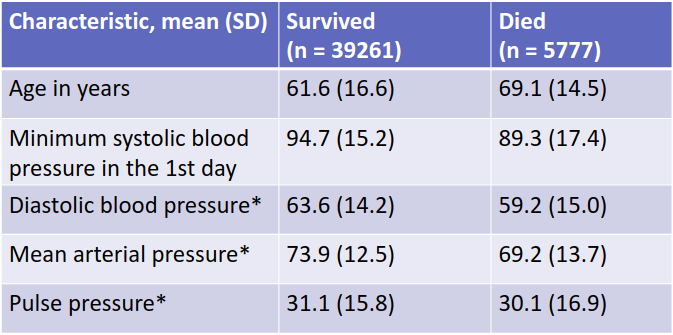 Characteristic, mean (SD) Survived (n = 39261) Died (n = 5777)
Age in years 61.6 (16.6) 69.1 (14.5)
Minimum systolic blood pressure in the 1st day 94.7 (15.2) 89.3 (17.4)
Diastolic blood pressure* 63.6 (14.2) 59.2 (15.0)
Mean arterial pressure* 73.9 (12.5) 69.2 (13.7)
Pulse pressure* 31.1 (15.8) 30.1 (16.9)